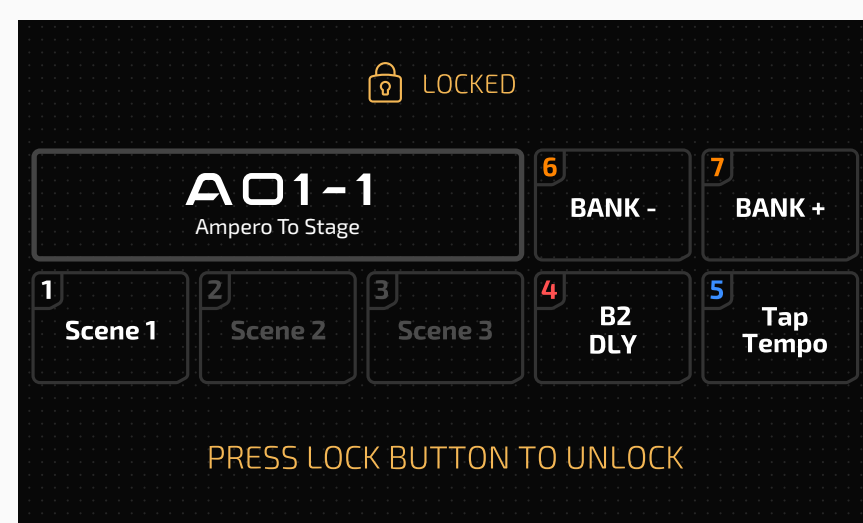 LOCKED
A01-1
Ampero To Stage
6
BANK -
7
BANK +
1
Scene 1
2
Scene 2
3
Scene 3
4
B2
DLY
5
Tap
Tempo
PRESS LOCK BUTTON TO UNLOCK